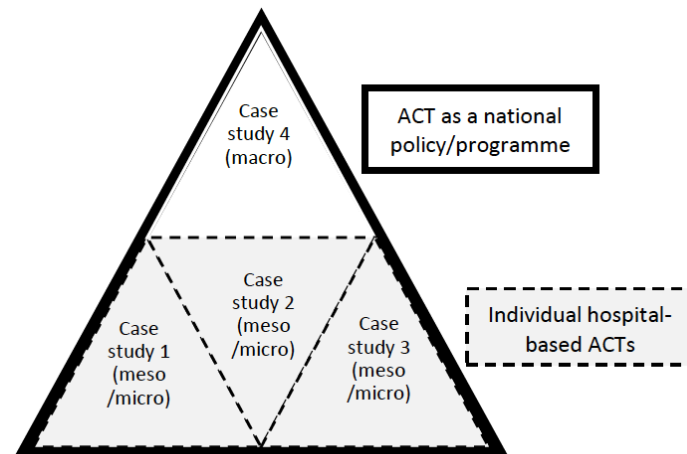 Case
study 4
(macro)
ACT as a national
policy/programme
Case
study 2
(meso
/micro)
Case
study 1
(meso
/micro)
Case
study 3
(meso
/micro)
Individual hospital-
based ACTs